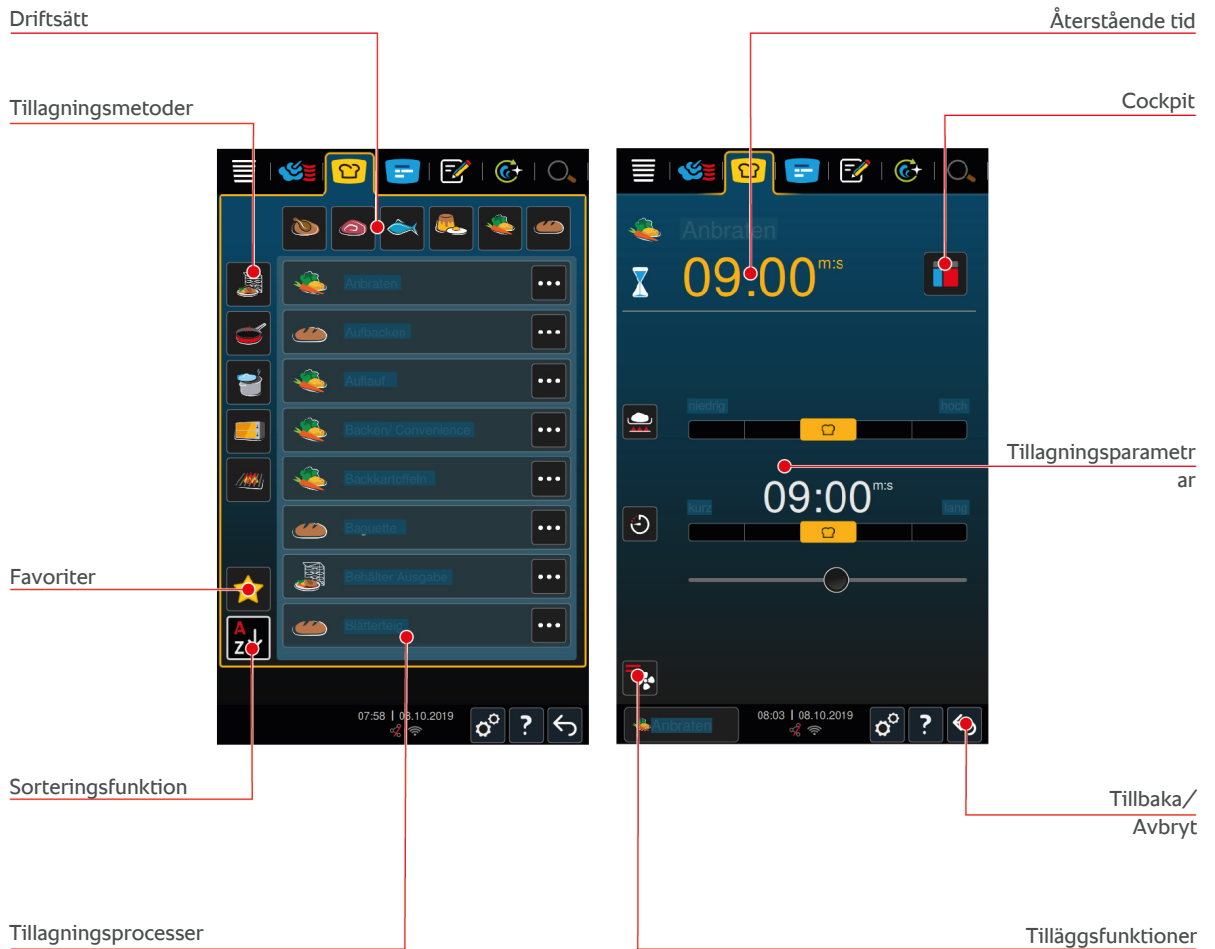 Driftsätt
Återstående tid
Tillagningsmetoder
Cockpit
Anbraten
09:00 m:s
Anbraten
Aufbacken
Auflauf
Backen/ Convenience
Backkartoffeln
Baguette
Behälter Ausgabe
Blätterteig
niedrig
hoch
Tillagningsparametr
ar
09:00 m:s
kurz
lang
Favoriter
A
Z
07:58 | 08.10.2019
?
Anbraten
08:03 | 08.10.2019
?
Sorteringsfunktion
Tillbaka/
Avbryt
Tillagningsprocesser
Tilläggsfunktioner